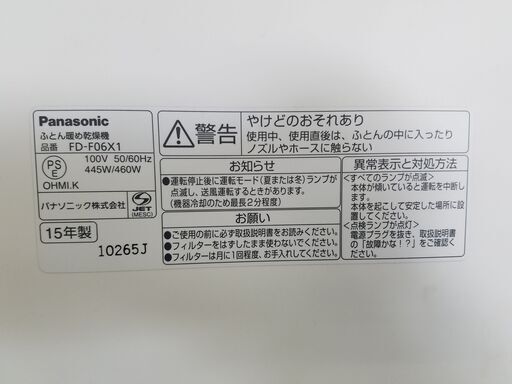 Panasonic
ふとん暖め乾燥機
品番 FD-F06X1
PS
E
100V 50/60Hz
445W/460W
OHMI.K
パナソニック株式会社
S
JET
(MESC)
15年製
10265J
警告
やけどのおそれあり
使用中、使用直後は、ふとんの中に入ったり
ノズルやホースに触らない
お知らせ
●運転停止後に運転モード(夏または冬)ランプが
点滅し、送風運転するときがあります。
(機器冷却のため最大2分程度)
お願い
●ご使用の前に必ず取扱説明書をお読みください。
●フィルターをはずしたまま使わないでください。
●フィルターは月に1回程度、お手入れしてください。
異常表示と対処方法
<すべてのランプが点滅>
本体が傾いていると運転を中断し
ます。
本体を起こして安定した場所に設
置してください。
<点検ランプが点灯>
電源プラグを抜き、取扱説明書
の「故障かな！？」をご確認く
ださい。